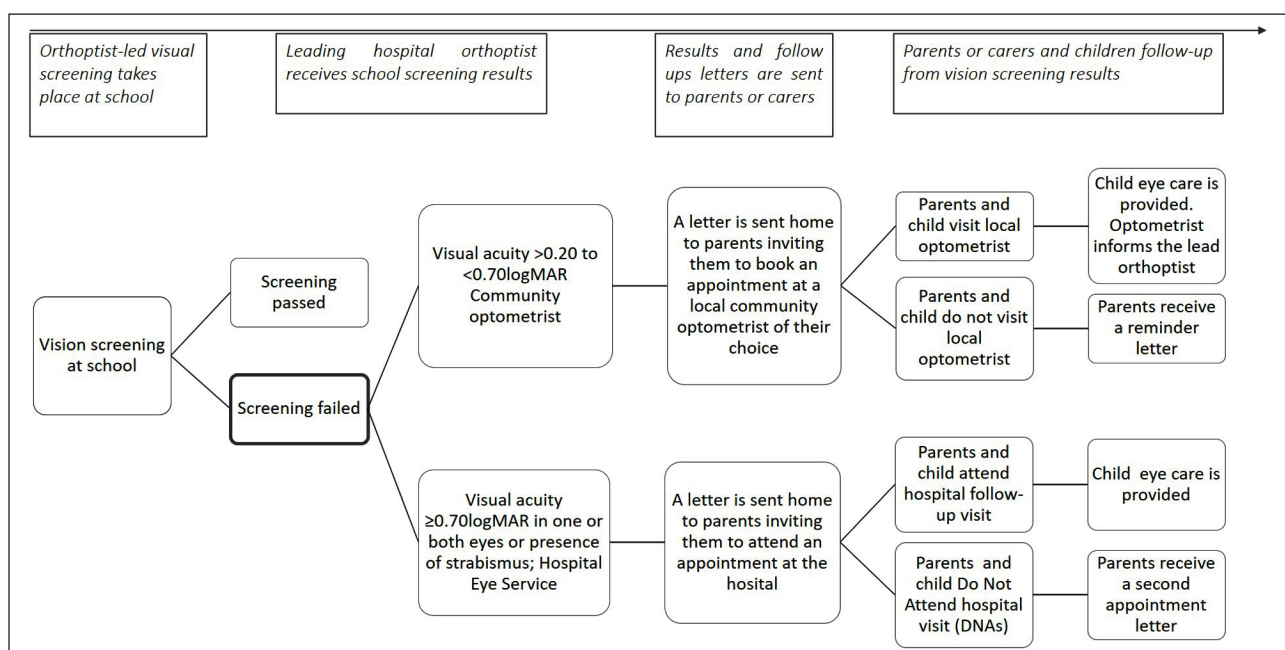 Orthoptist-led visual
screening takes
place at school
Leading hospital orthoptist
receives school screening results
Results and follow
ups letters are sent
to parents or carers
Parents or carers and children follow-up
from vision screening results
Vision screening
at school
Screening
passed
Screening failed
Visual acuity >0.20 to
<0.70logMAR
Community
optometrist
A letter is sent home
to parents inviting
them to book an
appointment at a
local community
optometrist of their
choice
Parents and
child visit local
optometrist
Child eye care is
provided.
Optometrist
informs the lead
orthoptist
Parents and
child do not visit
local
optometrist
Parents receive
a reminder
letter
Visual acuity
≥0.70logMAR in one or
both eyes or presence
of strabismus; Hospital
Eye Service
A letter is sent home
to parents inviting
them to attend an
appointment at the
hosital
Parents and
child attend
hospital follow-
up visit
Child eye care is
provided
Parents and
child Do Not
Attend hospital
visit (DNAs)
Parents receive
a second
appointment
letter